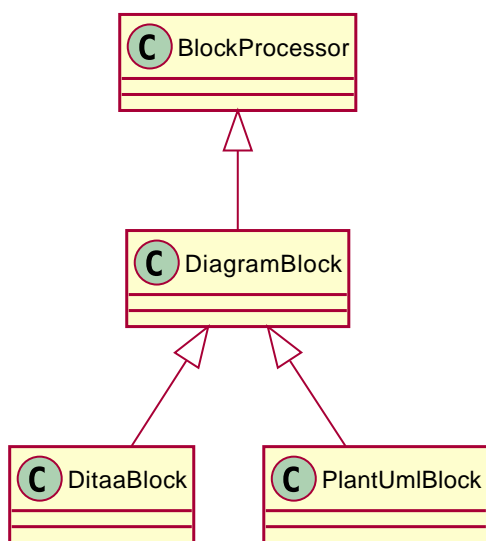 C BlockProcessor
C DiagramBlock
C DitaaBlock
C PlantUmlBlock